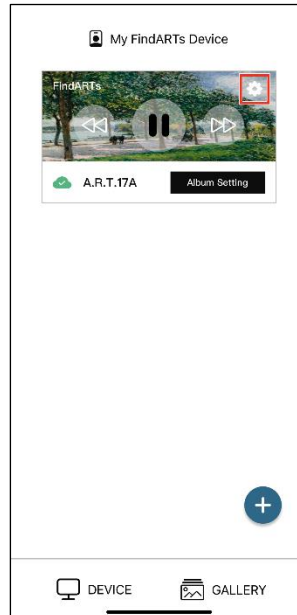 My FindARTs Device
FindARTs
A.R.T.17A
Album Setting
DEVICE
GALLERY